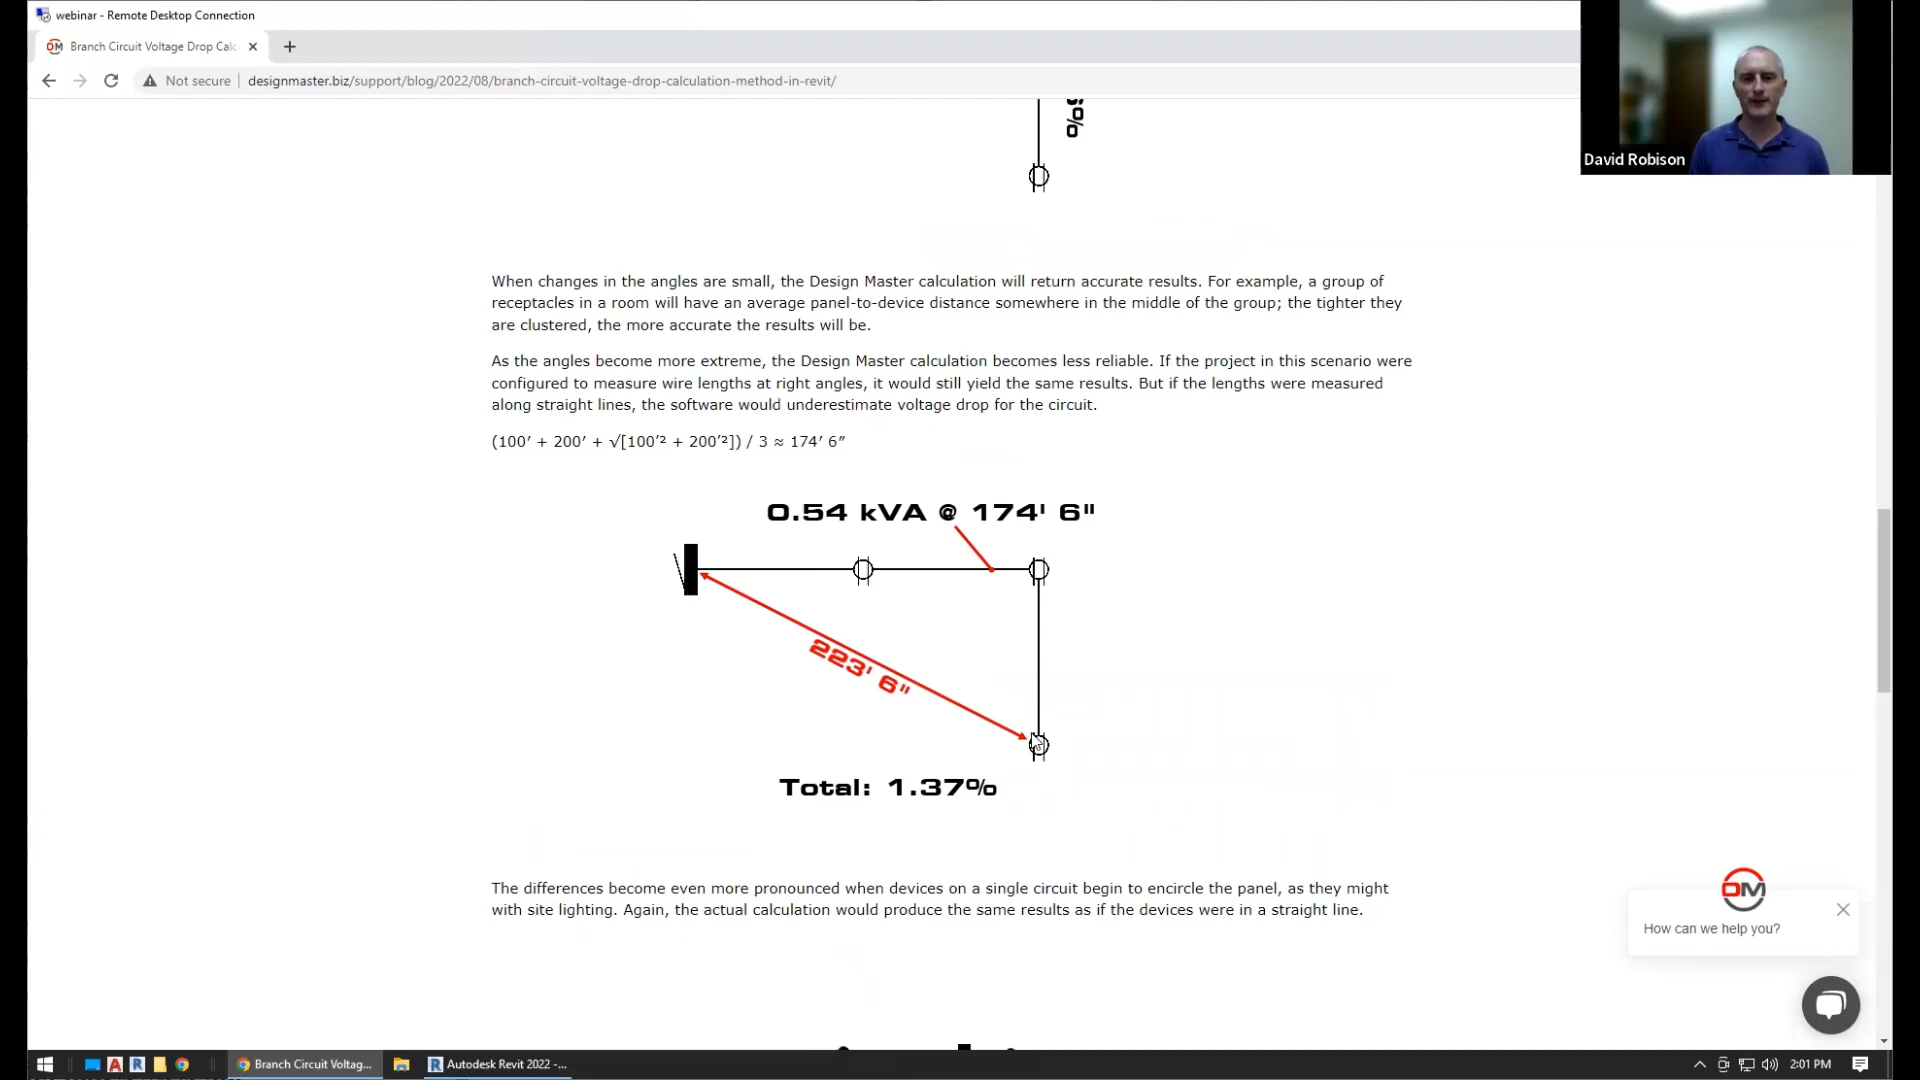 webinar - Remote Desktop Connection
DM Branch Circuit Voltage Drop Calc
Not secure designmaster.biz/support/blog/2022/08/branch-circuit-voltage-drop-calculation-method-in-revit/
David Robison
%
When changes in the angles are small, the Design Master calculation will return accurate results. For example, a group of
receptacles in a room will have an average panel-to-device distance somewhere in the middle of the group; the tighter they
are clustered, the more accurate the results will be.
As the angles become more extreme, the Design Master calculation becomes less reliable. If the project in this scenario were
configured to measure wire lengths at right angles, it would still yield the same results. But if the lengths were measured
along straight lines, the software would underestimate voltage drop for the circuit.
(100′ + 200′ + √[100′² + 200′²]) / 3 ≈ 174′ 6″
0.54 kVA @ 174' 6"
223' 6"
Total: 1.37%
The differences become even more pronounced when devices on a single circuit begin to encircle the panel, as they might
with site lighting. Again, the actual calculation would produce the same results as if the devices were in a straight line.
DM
How can we help you?
Branch Circuit Voltag...
Autodesk Revit 2022 -...
2:01 PM